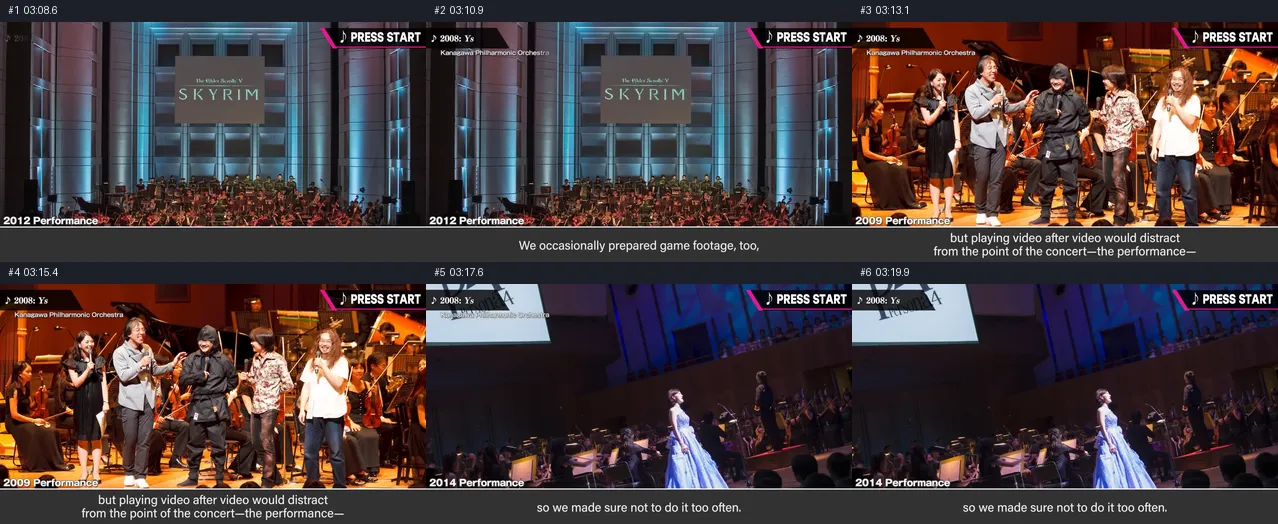 #1 03:08.6
♪ PRESS START
The Elder Scrolls V
SKYRIM
2012 Performance
#2 03:10.9
♪ 2008: Ys
Kanagawa Philharmonic Orchestra
♪ PRESS START
The Elder Scrolls V
SKYRIM
2012 Performance
We occasionally prepared game footage, too,
#3 03:13.1
♪ 2008: Ys
Kanagawa Philharmonic Orchestra
♪ PRESS START
2009 Performance
but playing video after video would distract
from the point of the concert—the performance—
#4 03:15.4
♪ 2008: Ys
Kanagawa Philharmonic Orchestra
♪ PRESS START
2009 Performance
but playing video after video would distract
from the point of the concert—the performance—
#5 03:17.6
♪ 2008: Ys
Kanagawa Philharmonic Orchestra
♪ PRESS START
2014 Performance
so we made sure not to do it too often.
#6 03:19.9
♪ 2008: Ys
♪ PRESS START
Persona4
2014 Performance
so we made sure not to do it too often.